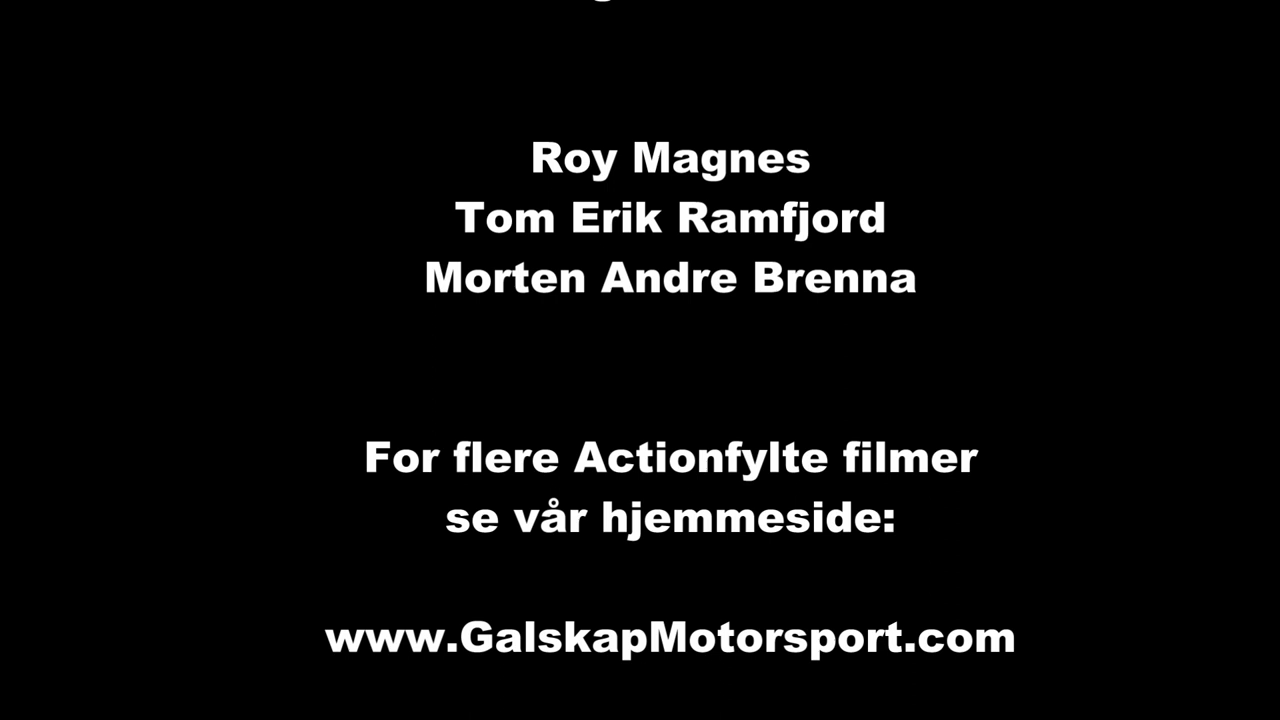 Roy Magnes
Tom Erik Ramfjord
Morten Andre Brenna
For flere Actionfylte filmer
se vår hjemmeside:
www.GalskapMotorsport.com